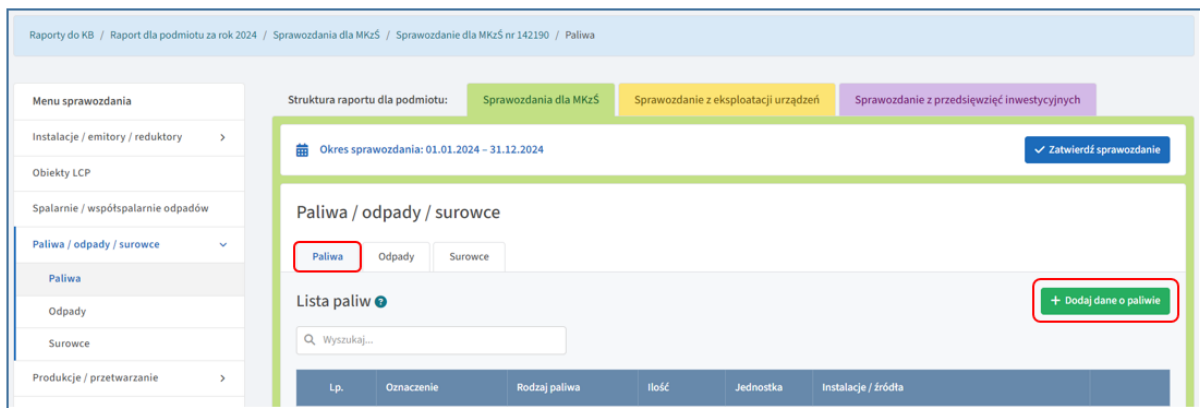 Raporty do KB / Raport dla podmiotu za rok 2024 / Sprawozdania dla MKzŚ / Sprawozdanie dla MKzŚ nr 142190 / Paliwa
Menu sprawozdania
Instalacje / emitory / reduktory
Obiekty LCP
Spalarnie / współspalarnie odpadów
Paliwa / odpady / surowce
Paliwa
Odpady
Surowce
Produkcje / przetwarzanie
Struktura raportu dla podmiotu:
Sprawozdania dla MKzŚ
Sprawozdanie z eksploatacji urządzeń
Sprawozdanie z przedsięwzięć inwestycyjnych
Okres sprawozdania: 01.01.2024 – 31.12.2024
Zatwierdź sprawozdanie
Paliwa / odpady / surowce
Paliwa Odpady Surowce
Lista paliw ?
+ Dodaj dane o paliwie
Wyszukaj...
Lp. Oznaczenie Rodzaj paliwa Ilość Jednostka Instalacje / źródła